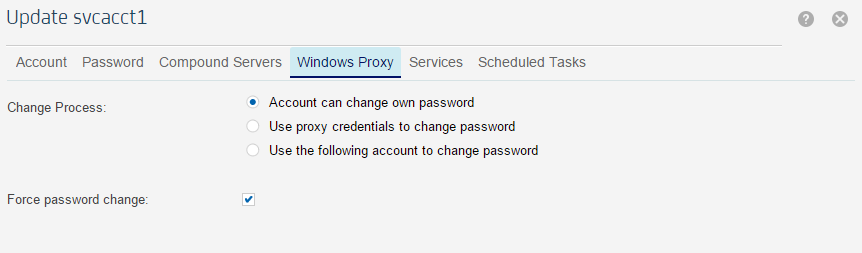 Update svcacct1
Account Password Compound Servers Windows Proxy Services Scheduled Tasks
Change Process:
Account can change own password
Use proxy credentials to change password
Use the following account to change password
Force password change: